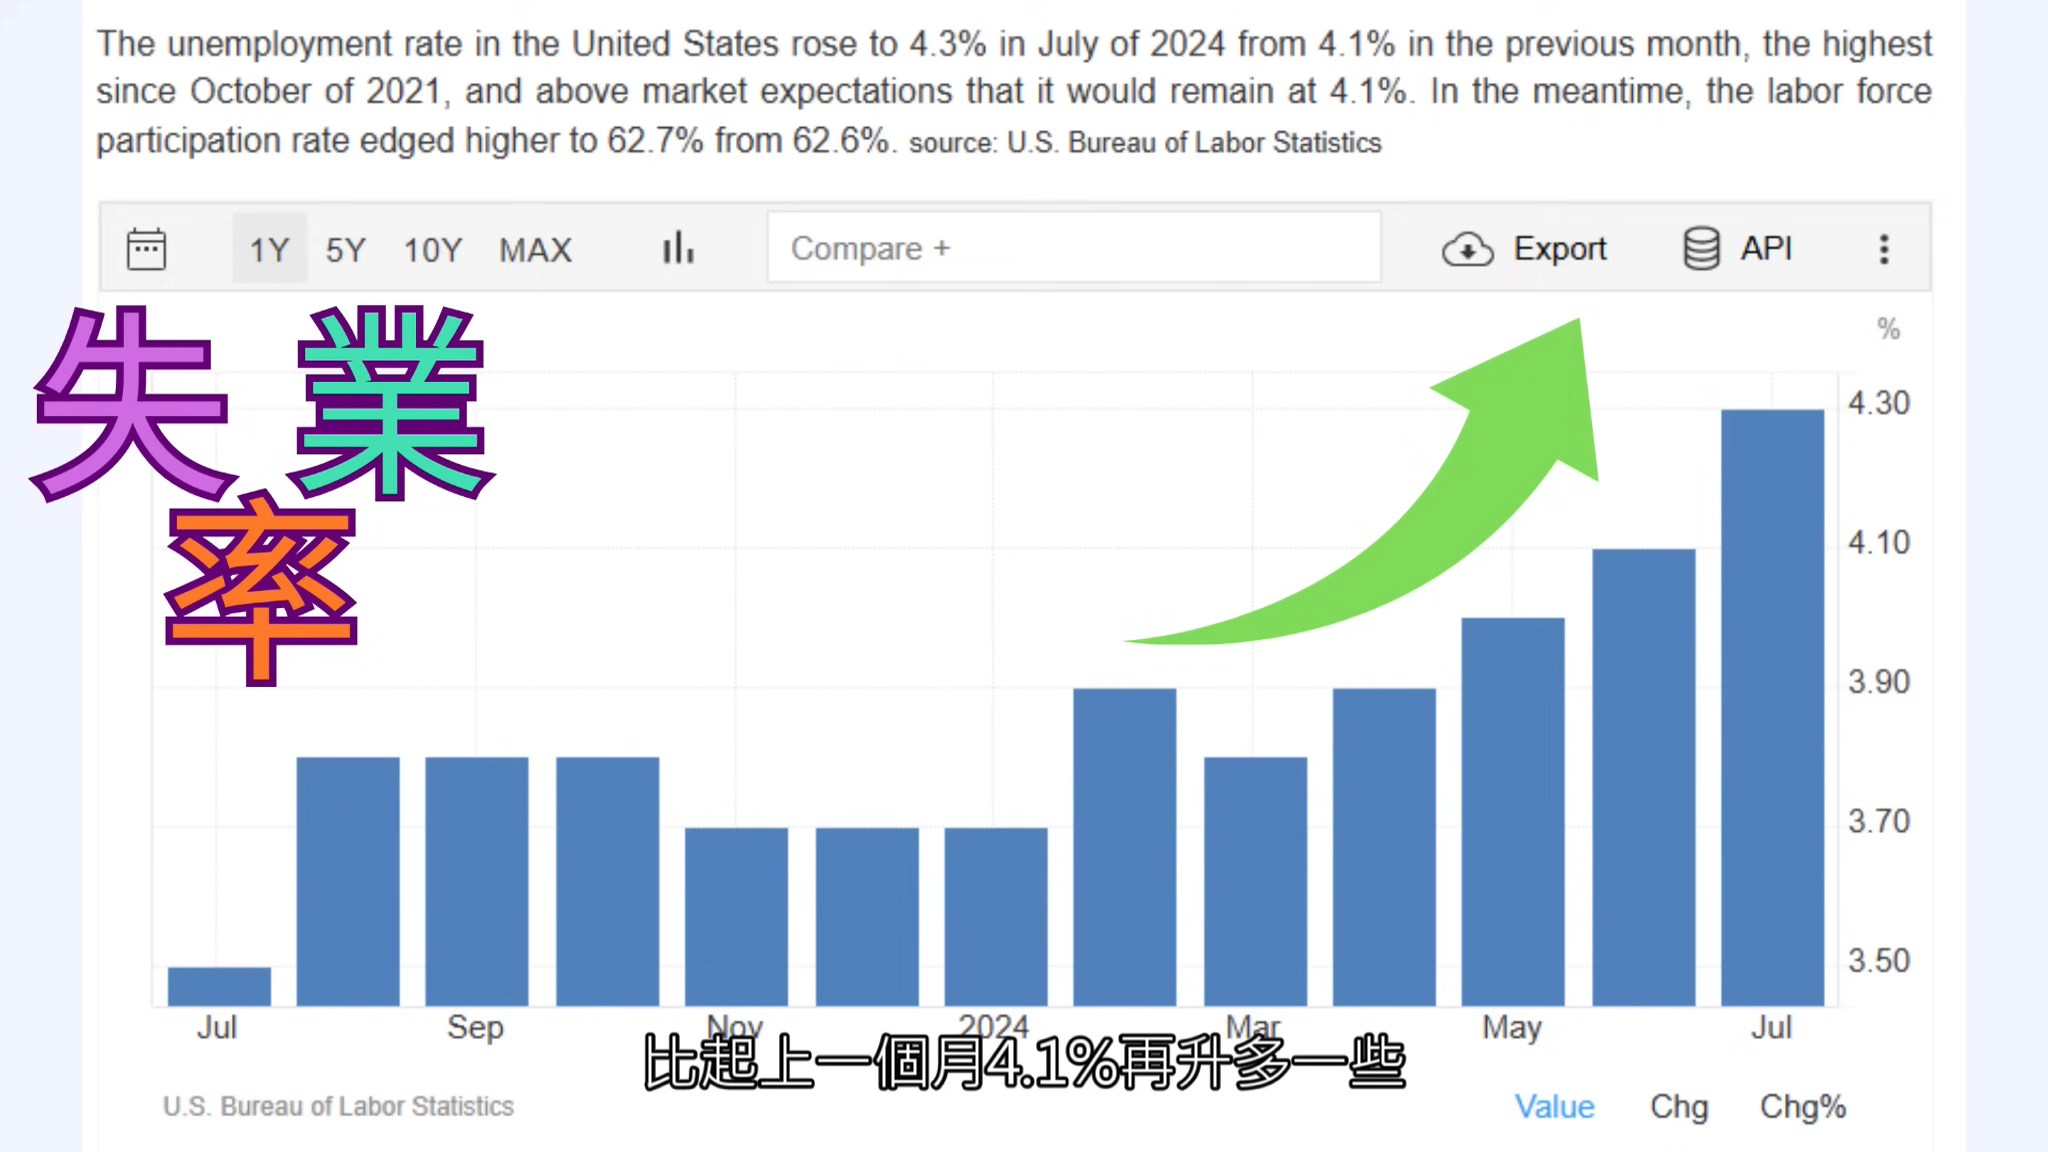 The unemployment rate in the United States rose to 4.3% in July of 2024 from 4.1% in the previous month, the highest
since October of 2021, and above market expectations that it would remain at 4.1%. In the meantime, the labor force
participation rate edged higher to 62.7% from 62.6%. source: U.S. Bureau of Labor Statistics
1Y 5Y 10Y MAX Compare + Export API
失業
率
%
4.30
4.10
3.90
3.70
3.50
Jul Sep Nov 2024 Mar May Jul
比起上一個月4.1%再升多一些
U.S. Bureau of Labor Statistics Value Chg Chg%